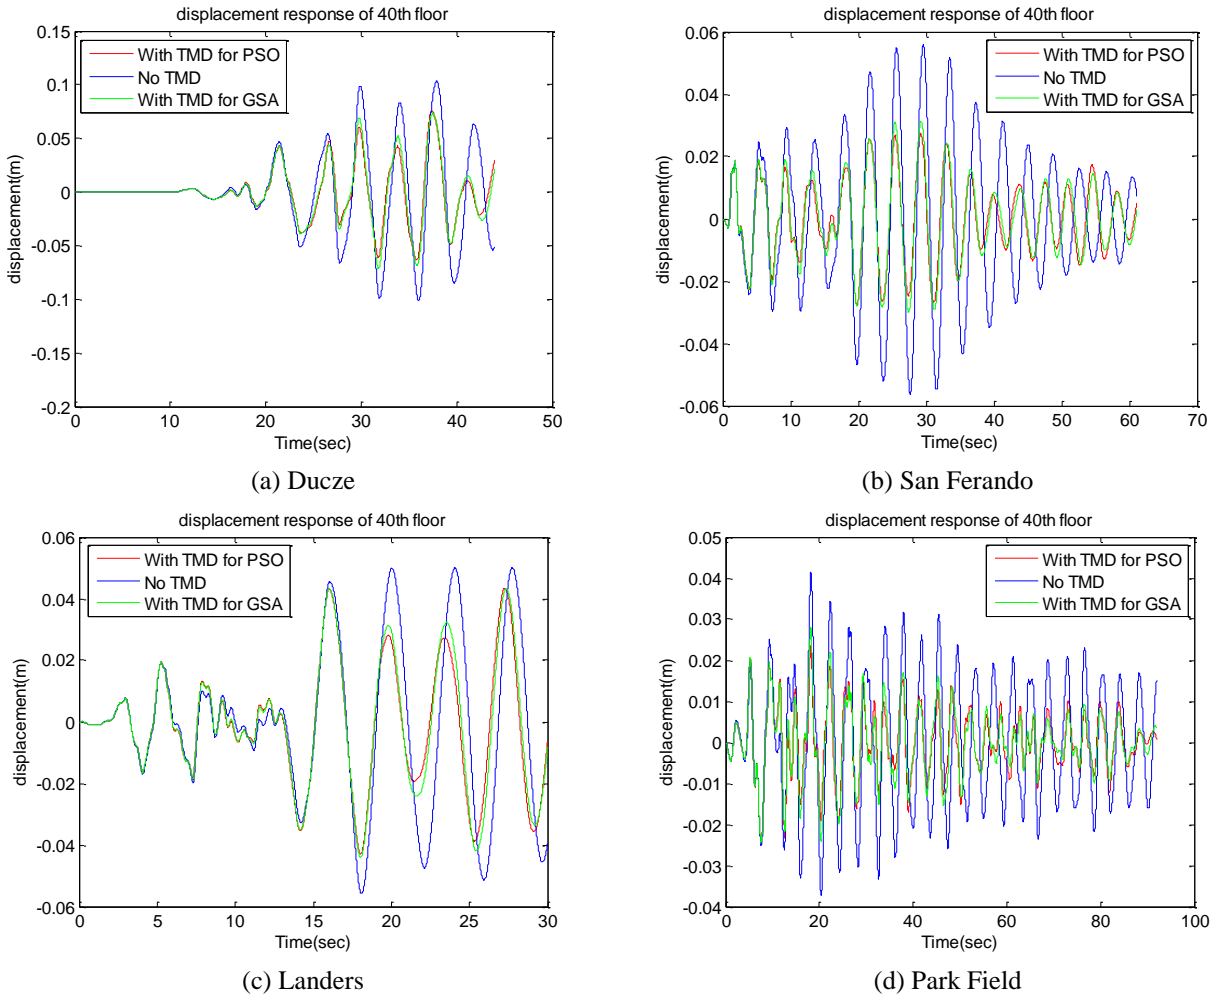 displacement response of 40th floor
0.15
0.1
0.05
0
-0.05
-0.1
-0.15
-0.2
displacement(m)
With TMD for PSO
No TMD
With TMD for GSA
0 10 20 30 40 50
Time(sec)
(a) Ducze
displacement response of 40th floor
0.06
0.04
0.02
0
-0.02
-0.04
-0.06
displacement(m)
With TMD for PSO
No TMD
With TMD for GSA
0 10 20 30 40 50 60 70
Time(sec)
(b) San Ferando
displacement response of 40th floor
0.06
0.04
0.02
0
-0.02
-0.04
-0.06
displacement(m)
With TMD for PSO
No TMD
With TMD for GSA
0 5 10 15 20 25 30
Time(sec)
(c) Landers
displacement response of 40th floor
0.05
0.04
0.03
0.02
0.01
0
-0.01
-0.02
-0.03
-0.04
displacement(m)
With TMD for PSO
No TMD
With TMD for GSA
0 20 40 60 80 100
Time(sec)
(d) Park Field